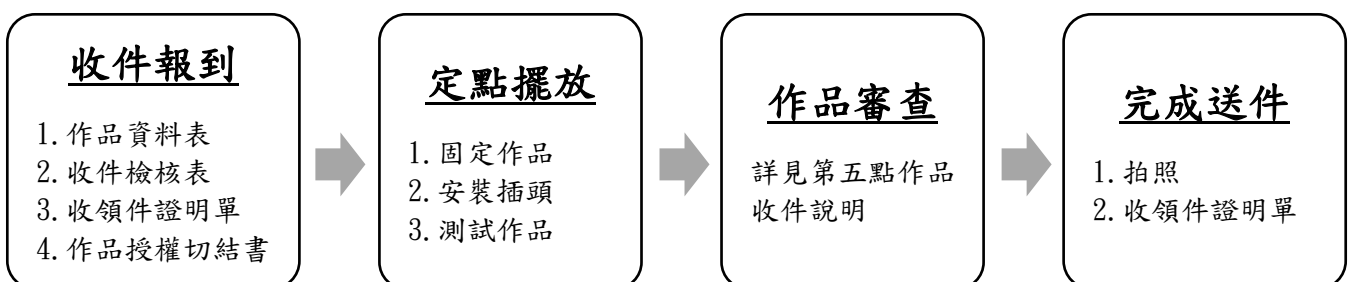 收件報到
1.作品資料表
2.收件檢核表
3.收領件證明單
4.作品授權切結書
定點擺放
1.固定作品
2.安裝插頭
3.測試作品
作品審查
詳見第五點作品
收件說明
完成送件
1.拍照
2.收領件證明單